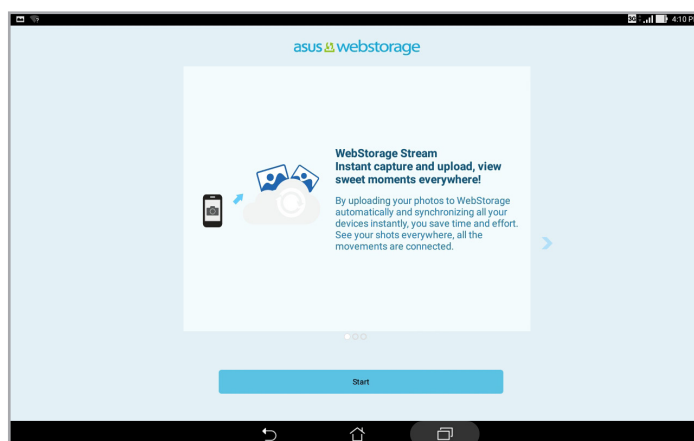 3G 4:10 P
asus webstorage
WebStorage Stream
Instant capture and upload, view
sweet moments everywhere!
By uploading your photos to WebStorage
automatically and synchronizing all your
devices instantly, you save time and effort.
See your shots everywhere, all the
movements are connected.
Start